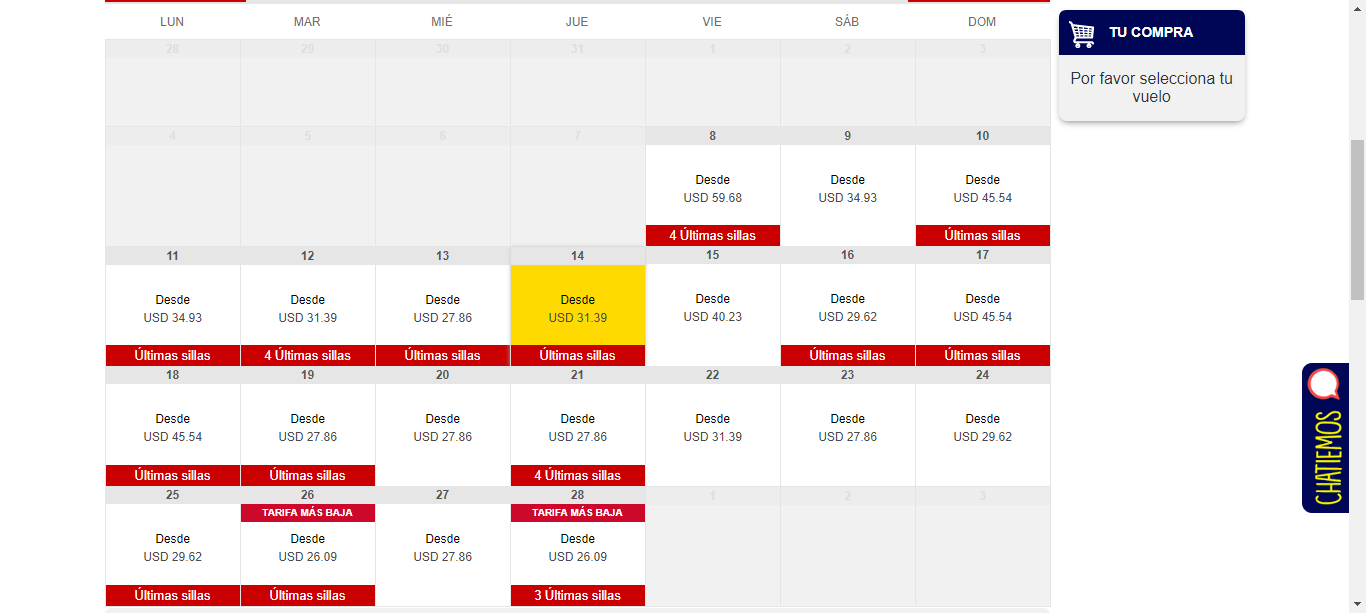 LUN MAR MIÉ JUE VIE SÁB DOM
TU COMPRA
Por favor selecciona tu
vuelo
28 29 30 31 1 2 3
4 5 6 7 8 9 10
Desde Desde Desde
USD 59.68 USD 34.93 USD 45.54
4 Últimas sillas Últimas sillas
11 12 13 14 15 16 17
Desde Desde Desde Desde Desde Desde Desde
USD 34.93 USD 31.39 USD 27.86 USD 31.39 USD 40.23 USD 29.62 USD 45.54
Últimas sillas 4 Últimas sillas Últimas sillas Últimas sillas Últimas sillas Últimas sillas
18 19 20 21 22 23 24
Desde Desde Desde Desde Desde Desde Desde
USD 45.54 USD 27.86 USD 27.86 USD 27.86 USD 31.39 USD 27.86 USD 29.62
Últimas sillas Últimas sillas 4 Últimas sillas
25 26 27 28 1 2 3
TARIFA MÁS BAJA TARIFA MÁS BAJA
Desde Desde Desde Desde
USD 29.62 USD 26.09 USD 27.86 USD 26.09
Últimas sillas Últimas sillas 3 Últimas sillas
CHATIEMOS